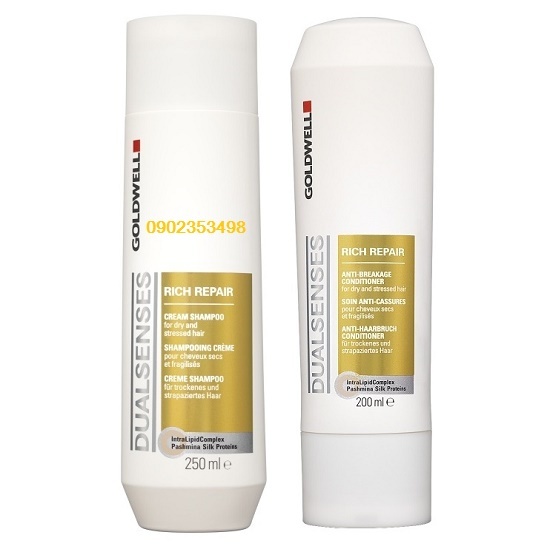 GOLDWELL
DUALSENSES
0902353498
RICH REPAIR
CREAM SHAMPOO
for dry and
stressed hair
SHAMPOOING CRÈME
pour cheveux secs
et fragilisés
CREME SHAMPOO
für trockenes und
strapaziertes Haar
IntraLipidComplex
Pashmina Silk Proteins
250 ml e
GOLDWELL
DUALSENSES
RICH REPAIR
ANTI-BREAKAGE
CONDITIONER
for dry and stressed hair
SOIN ANTI-CASSURES
pour cheveux secs
et fragilisés
ANTI-HAARBRUCH
CONDITIONER
für trockenes und
strapaziertes Haar
IntraLipidComplex
Pashmina Silk Proteins
200 ml e